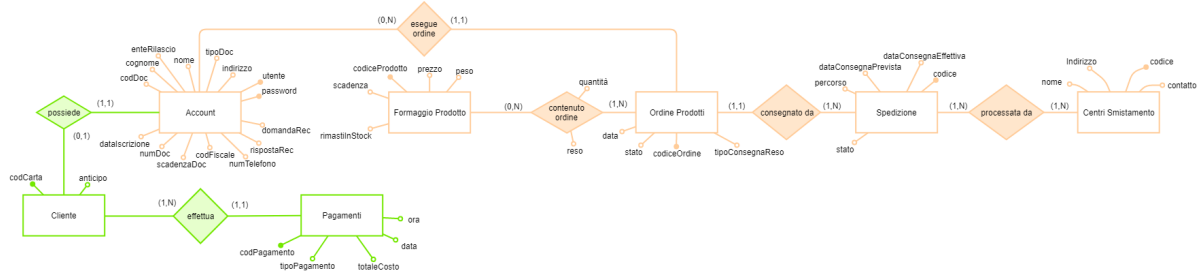 (0,N)
esegue
ordine
(1,1)
enteRilascio
cognome
codDoc
nome
tipoDoc
indirizzo
utente
password
Account
domandaRec
rispostaRec
numTelefono
codFiscale
scadenzaDoc
numDoc
dataIscrizione
possiede
(1,1)
(0,1)
codiceProdotto
prezzo
peso
scadenza
Formaggio Prodotto
rimastiInStock
(0,N)
quantità
contenuto
ordine
reso
(1,N)
Ordine Prodotti
data
stato
codiceOrdine
tipoConsegnaReso
(1,1)
consegnato da
(1,N)
dataConsegnaEffettiva
dataConsegnaPrevista
percorso
codice
Spedizione
stato
(1,N)
processata da
(1,N)
Indirizzo
codice
nome
contatto
Centri Smistamento
codCarta
anticipo
Cliente
(1,N)
effettua
(1,1)
Pagamenti
ora
data
codPagamento
tipoPagamento
totaleCosto